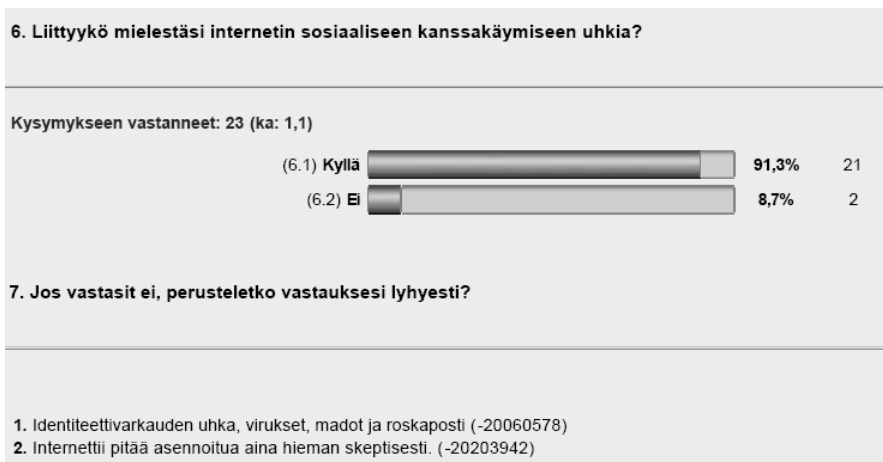 6. Liittyykö mielestäsi internetin sosiaaliseen kanssakäymiseen uhkia?
Kysymykseen vastanneet: 23 (ka: 1,1)
(6.1) Kyllä 91,3% 21
(6.2) Ei 8,7% 2
7. Jos vastasit ei, perusteletko vastauksesi lyhyesti?
1. Identiteettivarkauden uhka, virukset, madot ja roskaposti (-20060578)
2. Internettii pitää asennoitua aina hieman skeptisesti. (-20203942)